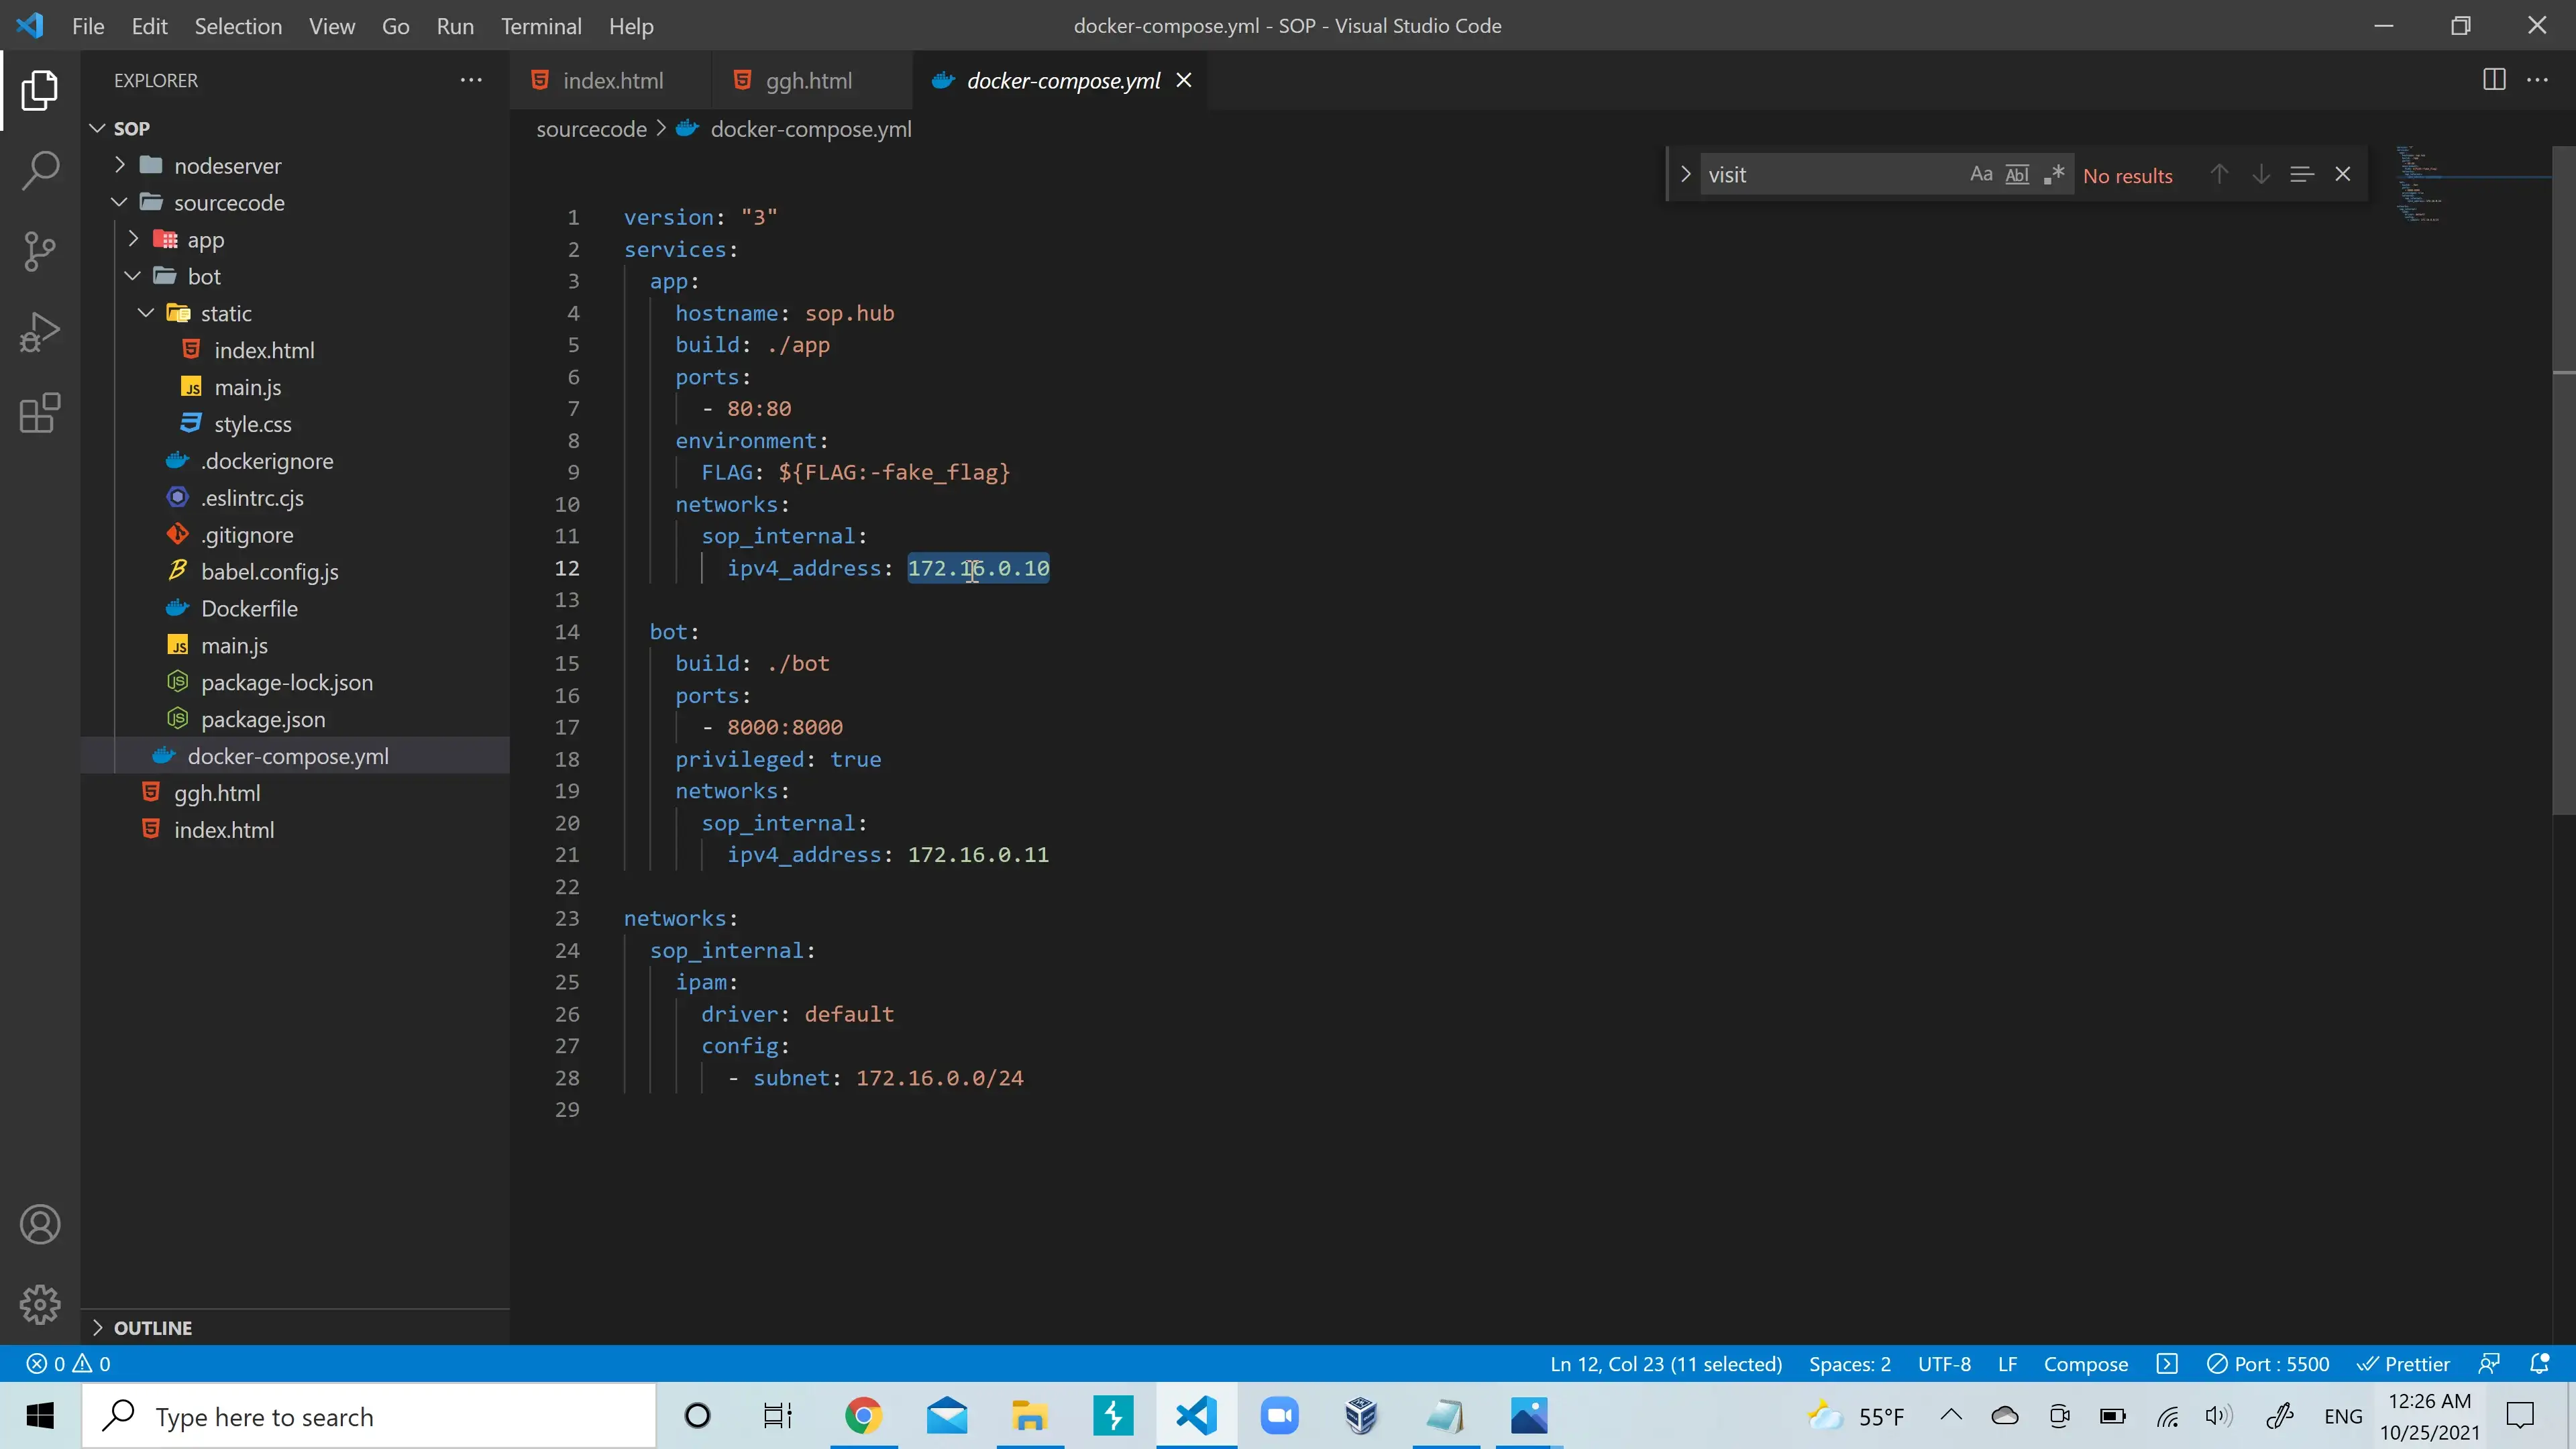 File Edit Selection View Go Run Terminal Help
docker-compose.yml - SOP - Visual Studio Code
EXPLORER
index.html
ggh.html
docker-compose.yml
SOP
nodeserver
sourcecode
app
bot
static
index.html
main.js
style.css
.dockerignore
.eslintrc.cjs
.gitignore
babel.config.js
Dockerfile
main.js
package-lock.json
package.json
docker-compose.yml
ggh.html
index.html
OUTLINE
sourcecode > docker-compose.yml
visit Aa Abl .* No results
1 version: "3"
2 services:
3 app:
4 hostname: sop.hub
5 build: ./app
6 ports:
7 - 80:80
8 environment:
9 FLAG: ${FLAG:-fake_flag}
10 networks:
11 sop_internal:
12 ipv4_address: 172.16.0.10
13
14 bot:
15 build: ./bot
16 ports:
17 - 8000:8000
18 privileged: true
19 networks:
20 sop_internal:
21 ipv4_address: 172.16.0.11
22
23 networks:
24 sop_internal:
25 ipam:
26 driver: default
27 config:
28 - subnet: 172.16.0.0/24
29
0 0
Ln 12, Col 23 (11 selected) Spaces: 2 UTF-8 LF Compose Port : 5500 Prettier
Type here to search
55°F
ENG
12:26 AM
10/25/2021